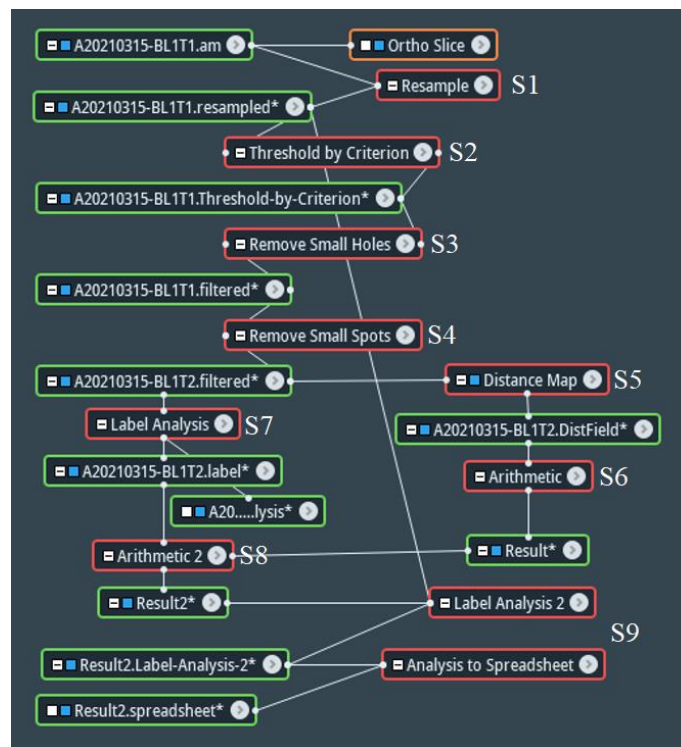 A20210315-BL1T1.am
Ortho Slice
Resample S1
A20210315-BL1T1.resampled*
Threshold by Criterion S2
A20210315-BL1T1.Threshold-by-Criterion*
Remove Small Holes S3
A20210315-BL1T1.filtered*
Remove Small Spots S4
A20210315-BL1T2.filtered*
Distance Map S5
Label Analysis S7
A20210315-BL1T2.DistField*
A20210315-BL1T2.label*
Arithmetic S6
A20.....lysis*
Arithmetic 2 S8
Result*
Result2*
Label Analysis 2
S9
Result2.Label-Analysis-2*
Analysis to Spreadsheet
Result2.spreadsheet*